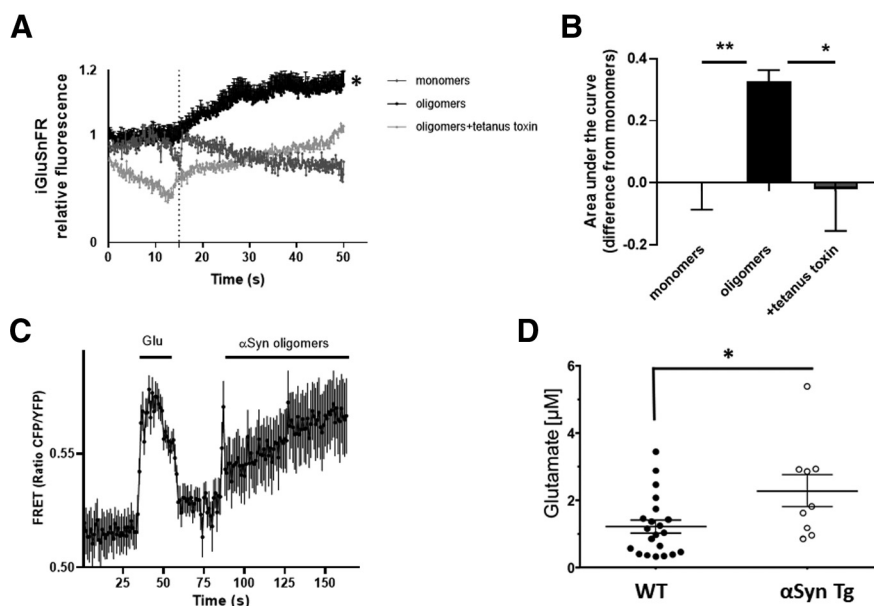 A
iGluSnFR
relative fluorescence
1.2
1
0
0
10
20
30
40
50
Time (s)
*
monomers
oligomers
oligomers+tetanus toxin
B
Area under the curve
(difference from monomers)
0.4
0.2
0.0
-0.2
**
*
monomers
oligomers
+tetanus toxin
C
FRET (Ratio CFP/YFP)
Glu
αSyn oligomers
0.55
0.50
25
50
75
100
125
150
Time (s)
D
Glutamate [µM]
6
4
2
0
*
WT
αSyn Tg